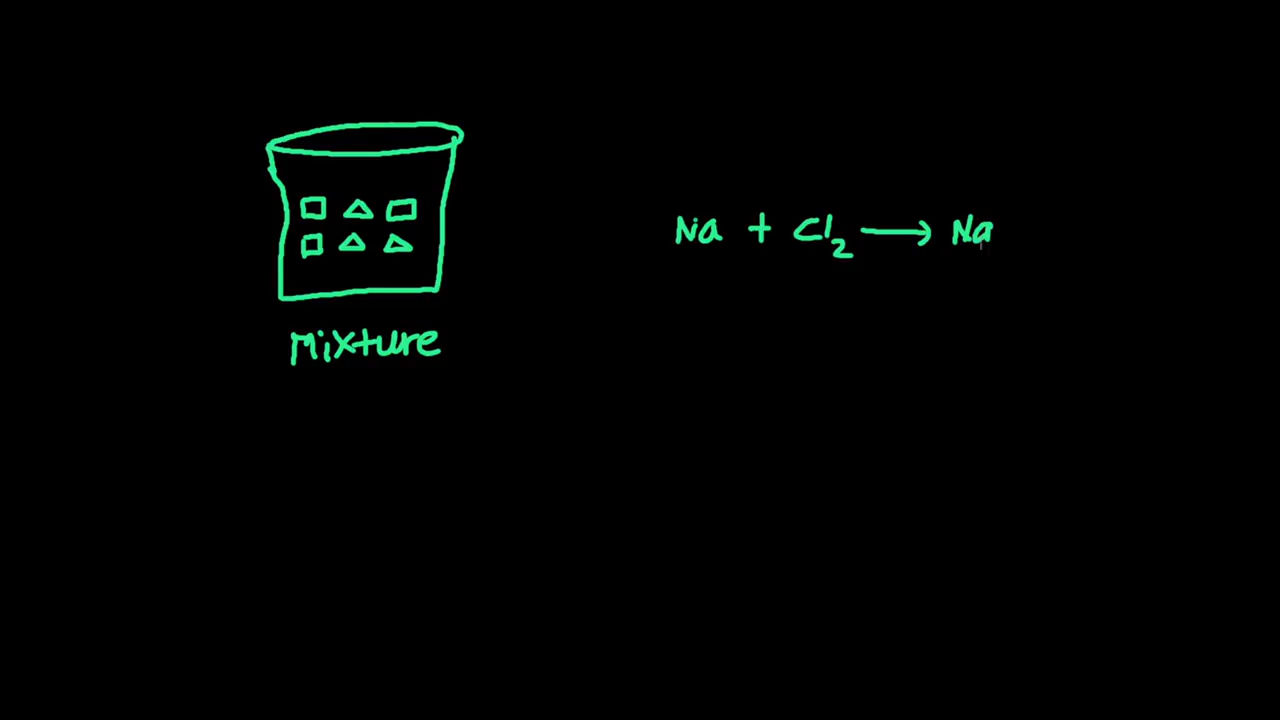 Na + Cl₂ ⟶ Na
Mixture